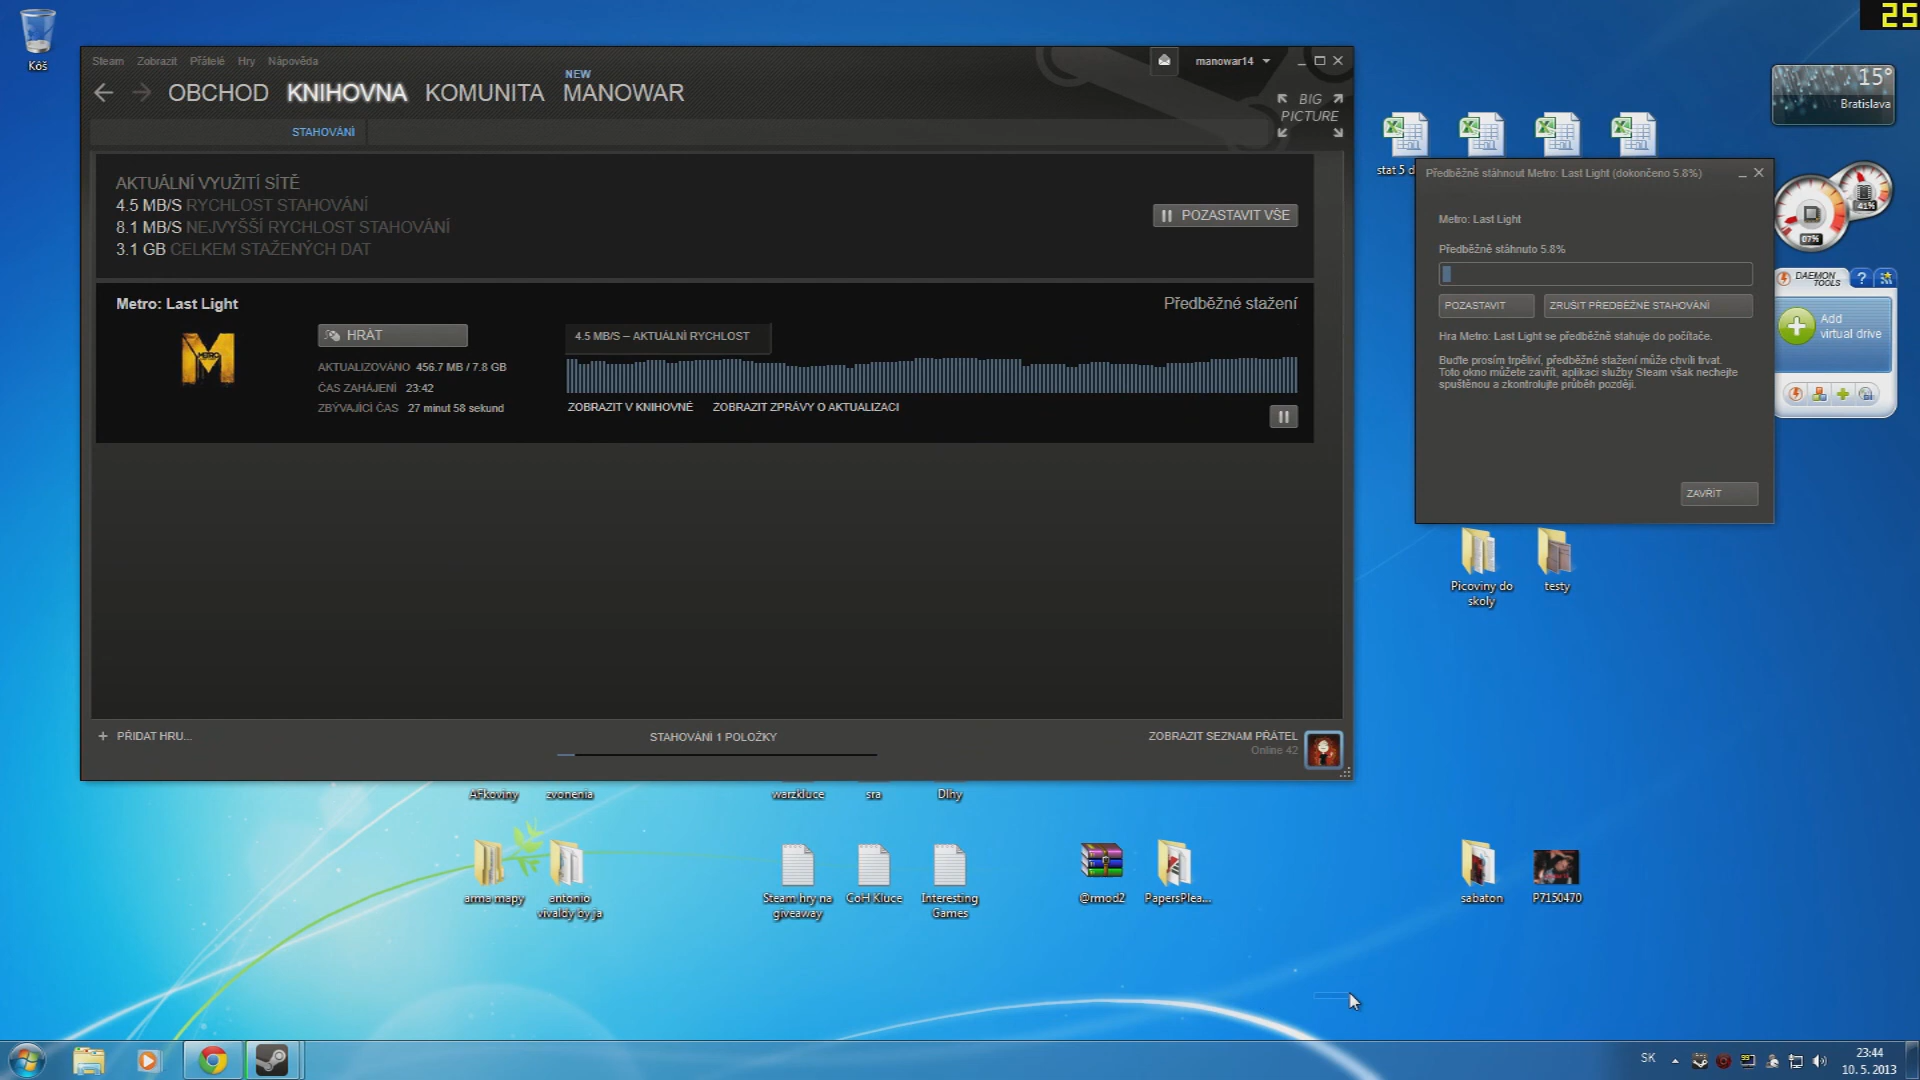 25
Kôš
Steam Zobrazit Přátelé Hry Nápověda
manowar14
OBCHOD KNIHOVNA KOMUNITA MANOWAR
NEW
BIG
PICTURE
STAHOVÁNÍ
AKTUÁLNÍ VYUŽITÍ SÍTĚ
4.5 MB/S RYCHLOST STAHOVÁNÍ
8.1 MB/S NEJVYŠŠÍ RYCHLOST STAHOVÁNÍ
3.1 GB CELKEM STAŽENÝCH DAT
POZASTAVIT VŠE
Metro: Last Light
Předběžné stažení
METRO
HRÁT
AKTUALIZOVÁNO 456.7 MB / 7.8 GB
ČAS ZAHÁJENÍ 23:42
ZBÝVAJÍCÍ ČAS 27 minut 58 sekund
4.5 MB/S – AKTUÁLNÍ RYCHLOST
ZOBRAZIT V KNIHOVNĚ ZOBRAZIT ZPRÁVY O AKTUALIZACI
PŘIDAT HRU...
STAHOVÁNÍ 1 POLOŽKY
ZOBRAZIT SEZNAM PŘÁTEL
Online 42
stat 5 d
Předběžně stáhnout Metro: Last Light (dokončeno 5.8%)
Metro: Last Light
Předběžně stáhnuto 5.8%
POZASTAVIT
ZRUŠIT PŘEDBĚŽNÉ STAHOVÁNÍ
Hra Metro: Last Light se předběžně stahuje do počítače.
Buďte prosím trpěliví, předběžné stažení může chvíli trvat.
Toto okno můžete zavřít, aplikaci služby Steam však nechejte
spuštěnou a zkontrolujte průběh později.
ZAVŘÍT
15°
Bratislava
41%
07%
DAEMON
TOOLS
?
Add
virtual drive
Picoviny do
skoly
testy
AFkoviny
zvonenia
warzkluce
sra
Dlhy
arma mapy
antonio
vivaldy by ja
Steam hry na
giveaway
CoH Kluce
Interesting
Games
@rmod2
PapersPlea...
sabaton
P7150470
SK
99
23:44
10. 5. 2013